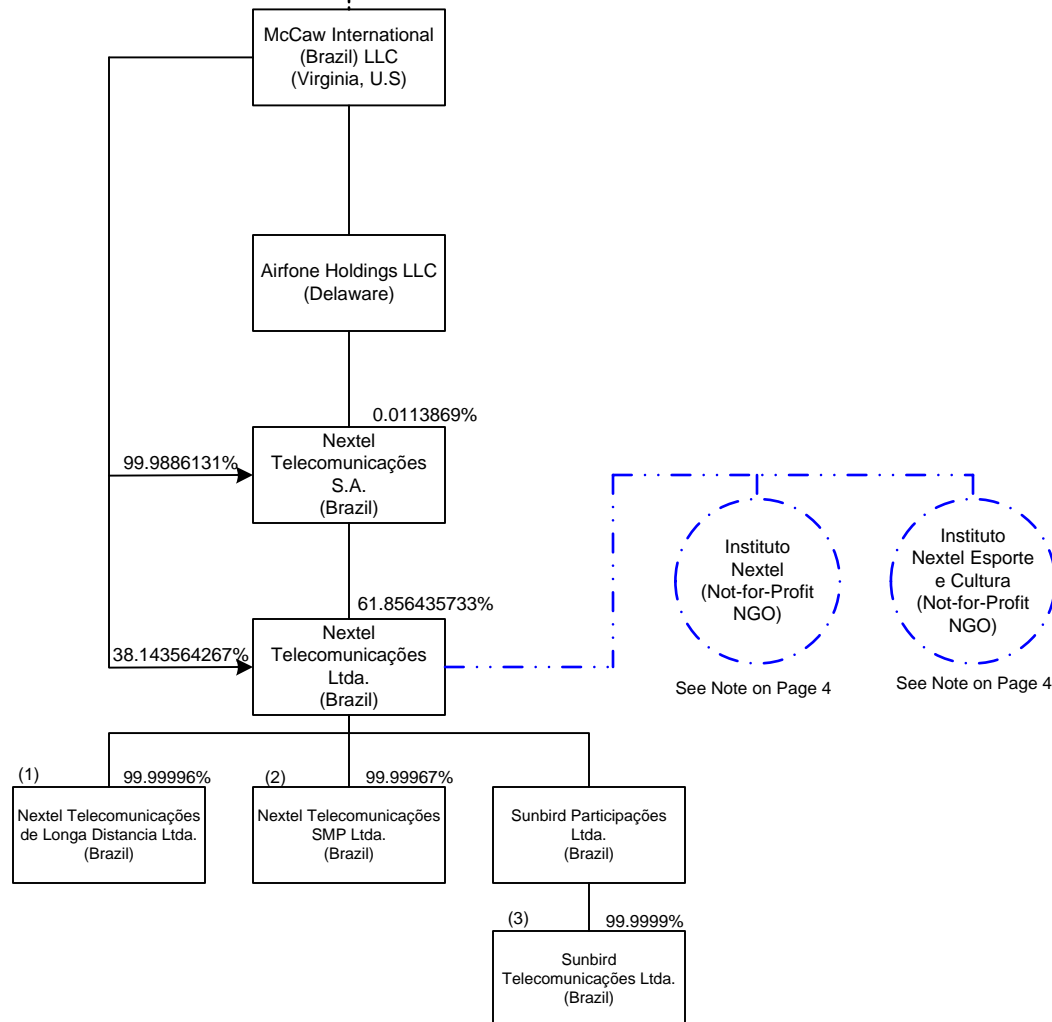 McCaw International
(Brazil) LLC
(Virginia, U.S)
Airfone Holdings LLC
(Delaware)
0.0113869%
99.9886131%
Nextel
Telecomunicações
S.A.
(Brazil)
Instituto
Nextel
(Not-for-Profit
NGO)
See Note on Page 4
Instituto
Nextel Esporte
e Cultura
(Not-for-Profit
NGO)
See Note on Page 4
61.856435733%
38.143564267%
Nextel
Telecomunicações
Ltda.
(Brazil)
(1)
99.99996%
Nextel Telecomunicações
de Longa Distancia Ltda.
(Brazil)
(2)
99.99967%
Nextel Telecomunicações
SMP Ltda.
(Brazil)
Sunbird Participações
Ltda.
(Brazil)
(3)
99.9999%
Sunbird
Telecomunicações Ltda.
(Brazil)